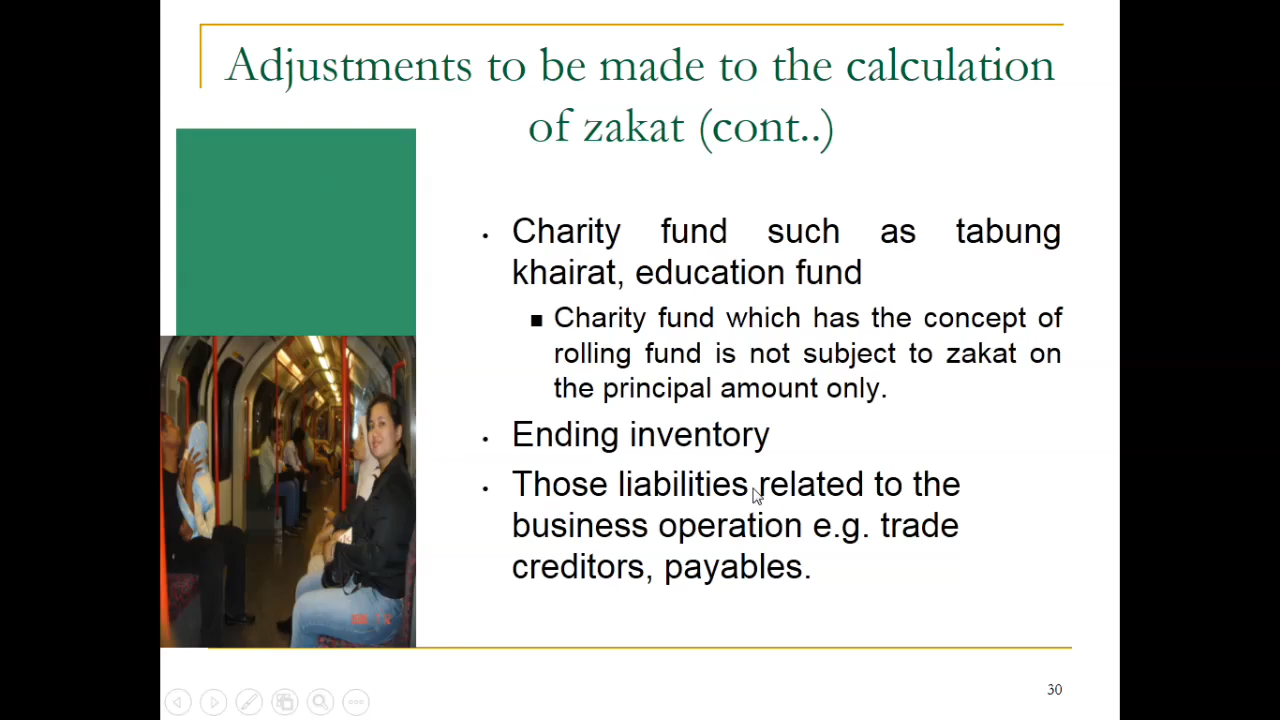 Adjustments to be made to the calculation
of zakat (cont..)
• Charity fund such as tabung
khairat, education fund
■ Charity fund which has the concept of
rolling fund is not subject to zakat on
the principal amount only.
• Ending inventory
• Those liabilities related to the
business operation e.g. trade
creditors, payables.
30